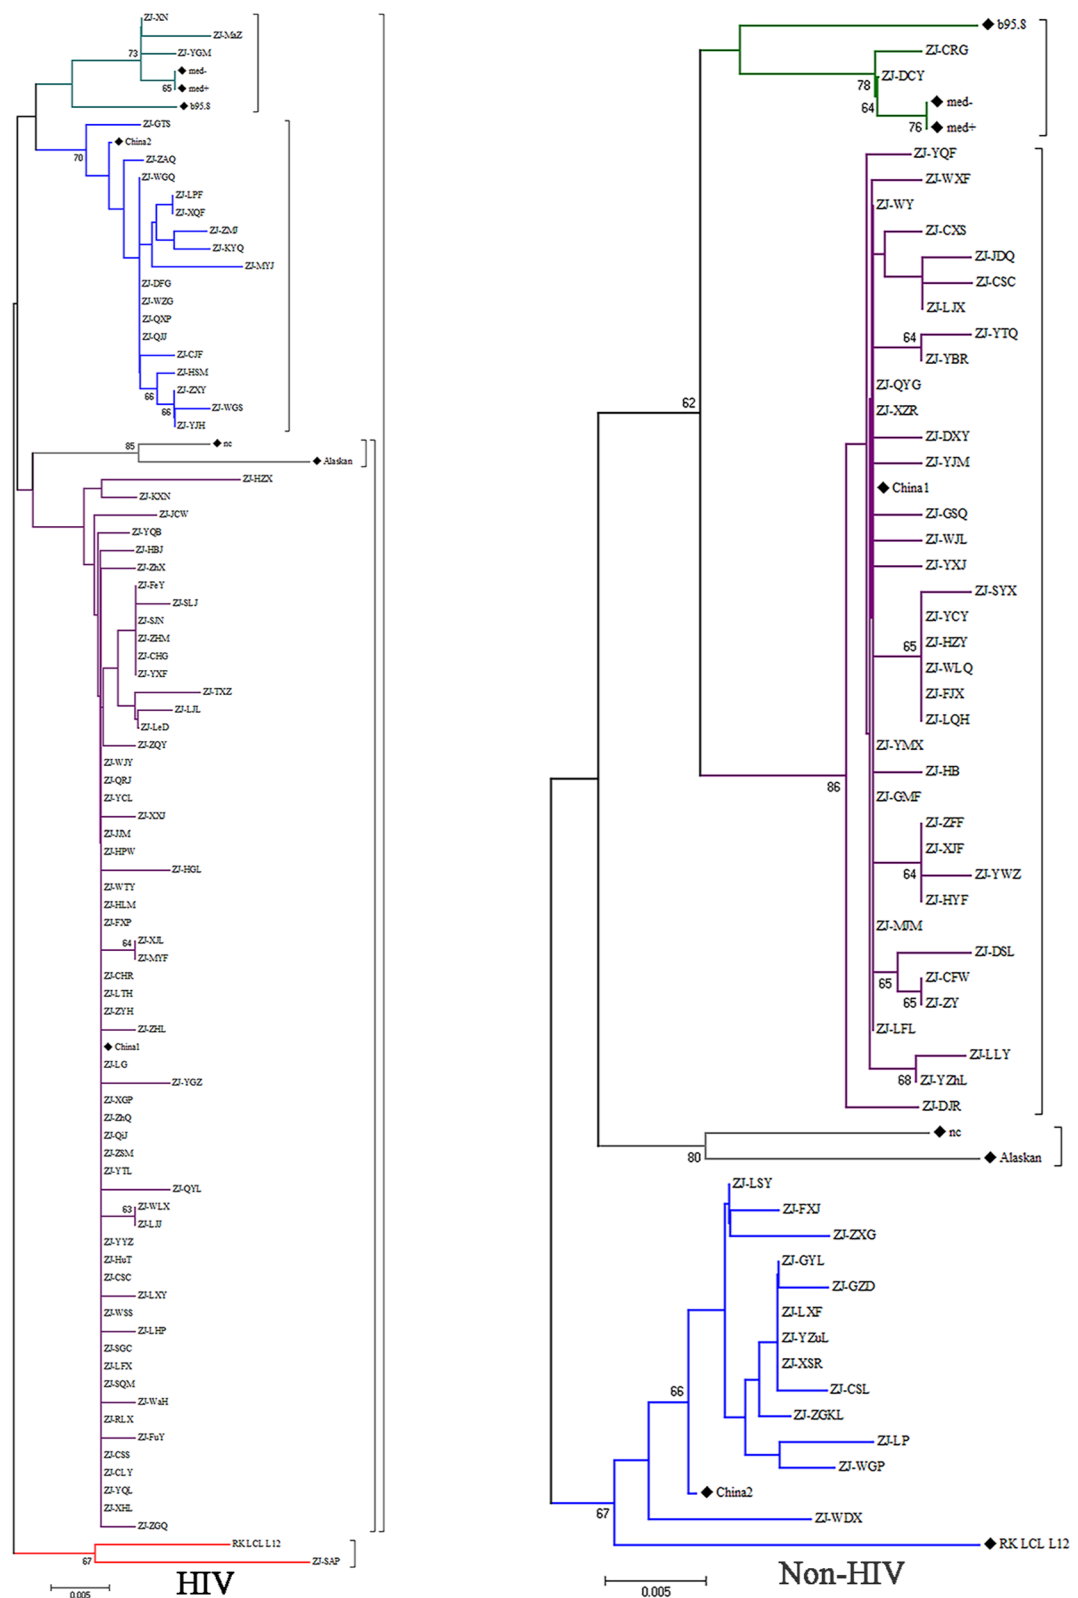 ZJ-XN
ZJ-MaZ
73
ZJ-YGM
med-
65
med+
b95.8
ZJ-GTS
China2
70
ZJ-ZAQ
ZJ-WGQ
ZJ-LPF
ZJ-XQF
ZJ-ZMJ
ZJ-KYQ
ZJ-MYJ
ZJ-DFG
ZJ-WZG
ZJ-QXP
ZJ-QJJ
ZJ-CJF
ZJ-HSM
66
ZJ-ZXY
66
ZJ-WGS
ZJ-YJH
85
nc
Alaskan
ZJ-HZX
ZJ-KXN
ZJ-JCW
ZJ-YQB
ZJ-HBJ
ZJ-ZhX
ZJ-FeY
ZJ-SLJ
ZJ-SJN
ZJ-ZHM
ZJ-CHG
ZJ-YXF
ZJ-TXZ
ZJ-LJL
ZJ-LeD
ZJ-ZQY
ZJ-WJY
ZJ-QRJ
ZJ-YCL
ZJ-XXJ
ZJ-JJM
ZJ-HPW
ZJ-HGL
ZJ-WTY
ZJ-HLM
ZJ-FXP
64
ZJ-XJL
ZJ-MYF
ZJ-CHR
ZJ-LTH
ZJ-ZYH
ZJ-ZHL
China1
ZJ-LG
ZJ-YGZ
ZJ-XGP
ZJ-ZhQ
ZJ-QiJ
ZJ-ZSM
ZJ-YTL
ZJ-QYL
63
ZJ-WLX
ZJ-LJJ
ZJ-YYZ
ZJ-HuT
ZJ-CSC
ZJ-LXY
ZJ-WSS
ZJ-LHP
ZJ-SGC
ZJ-LFX
ZJ-SQM
ZJ-WaH
ZJ-RLX
ZJ-FuY
ZJ-CSS
ZJ-CLY
ZJ-YQL
ZJ-XHL
ZJ-ZGQ
RK LCL L12
67
ZJ-SAP
0.005
HIV
b95.8
ZJ-CRG
78
ZJ-DCY
64
med-
76
med+
ZJ-YQF
ZJ-WXF
ZJ-WY
ZJ-CXS
ZJ-JDQ
ZJ-CSC
ZJ-LJX
64
ZJ-YTQ
ZJ-YBR
ZJ-QYG
62
ZJ-XZR
ZJ-DXY
ZJ-YJM
China1
ZJ-GSQ
ZJ-WJL
ZJ-YXJ
ZJ-SYX
ZJ-YCY
65
ZJ-HZY
ZJ-WLQ
ZJ-FJX
ZJ-LQH
ZJ-YMX
ZJ-HB
86
ZJ-GMF
ZJ-ZFF
ZJ-XJF
64
ZJ-YWZ
ZJ-HYF
ZJ-MJM
ZJ-DSL
65
ZJ-CFW
65
ZJ-ZY
ZJ-LFL
ZJ-LLY
68
ZJ-YZhL
ZJ-DJR
nc
80
Alaskan
ZJ-LSY
ZJ-FXJ
ZJ-ZXG
ZJ-GYL
ZJ-GZD
ZJ-LXF
ZJ-YZuL
ZJ-XSR
66
ZJ-CSL
ZJ-ZGKL
ZJ-LP
ZJ-WGP
China2
67
ZJ-WDX
RK LCL L12
0.005
Non-HIV